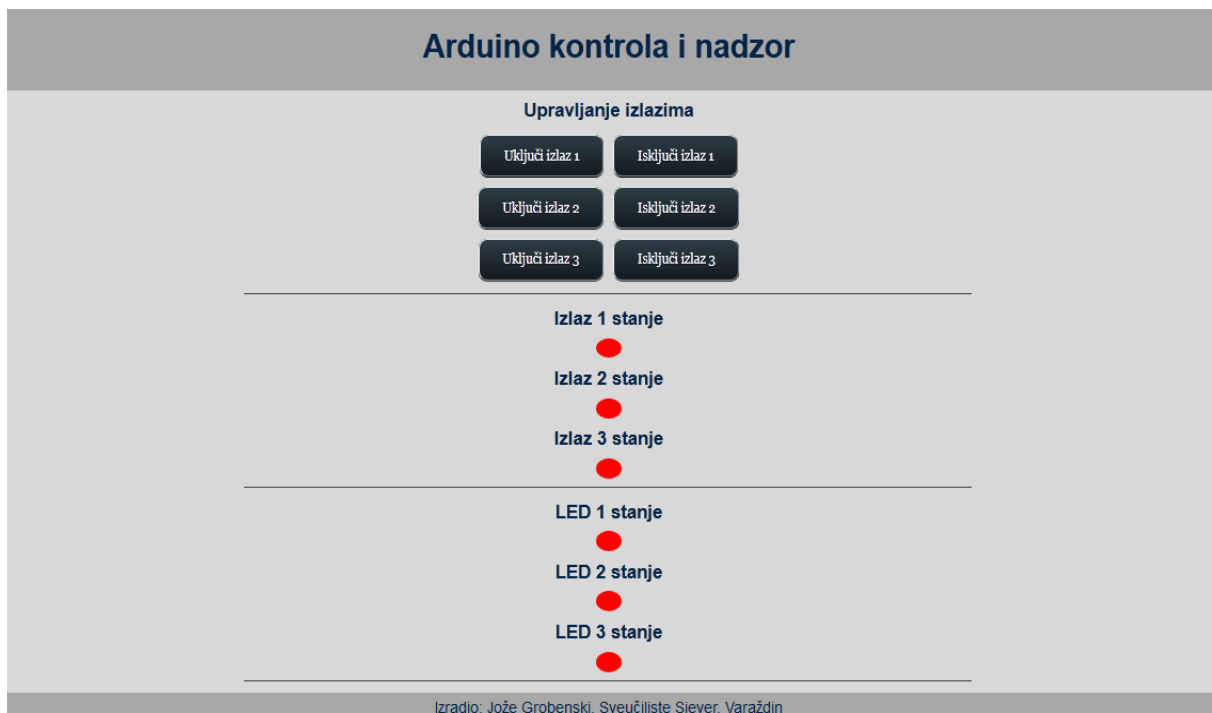 Arduino kontrola i nadzor
Upravljanje izlazima
Uključi izlaz 1 Isključi izlaz 1
Uključi izlaz 2 Isključi izlaz 2
Uključi izlaz 3 Isključi izlaz 3
Izlaz 1 stanje
Izlaz 2 stanje
Izlaz 3 stanje
LED 1 stanje
LED 2 stanje
LED 3 stanje
Izradio: Jože Grobenski, Sveučiliste Sjever, Varaždin